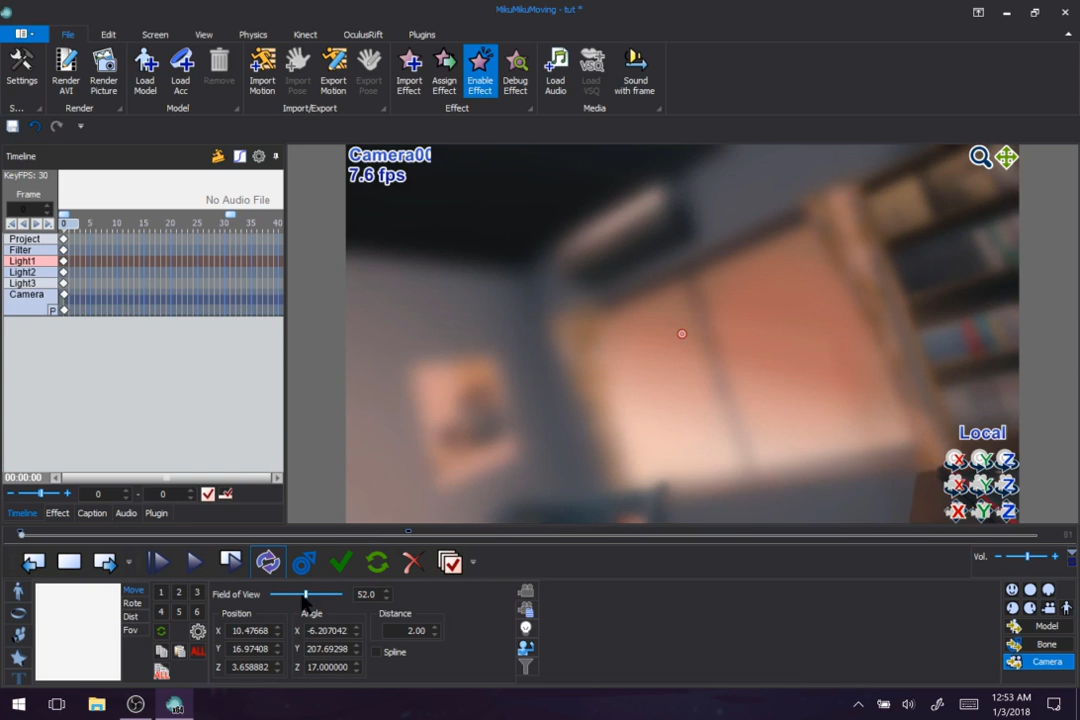 MikuMikuMoving - tut *
File Edit Screen View Physics Kinect OculusRift Plugins
Settings Render AVI Render Picture Load Model Load Acc Remove Import Motion Import Pose Export Motion Export Pose Import Effect Assign Effect Enable Effect Debug Effect Load Audio Load VSQ Sound with frame
S... Render Model Import/Export Effect Media
Timeline
KeyFPS: 30
Frame
No Audio File
0
0 5 10 15 20 25 30 35 40
Project
Filter
Light1
Light2
Light3
Camera
P
Camera00
7.6 fps
Local
X Y Z
X Y Z
X Y Z
00:00:00
0 - 0
Timeline Effect Caption Audio Plugin
81
Vol.
Move 1 2 3
Rote
Dist 4 5 6
Fov
ALL
ALL
T
Field of View 52.0
Position Angle Distance
X 10.47668 X -6.207042 2.00
Y 16.97408 Y 207.69298 Spline
Z 3.658882 Z 17.000000
Model
Bone
Camera
x64
12:53 AM
1/3/2018